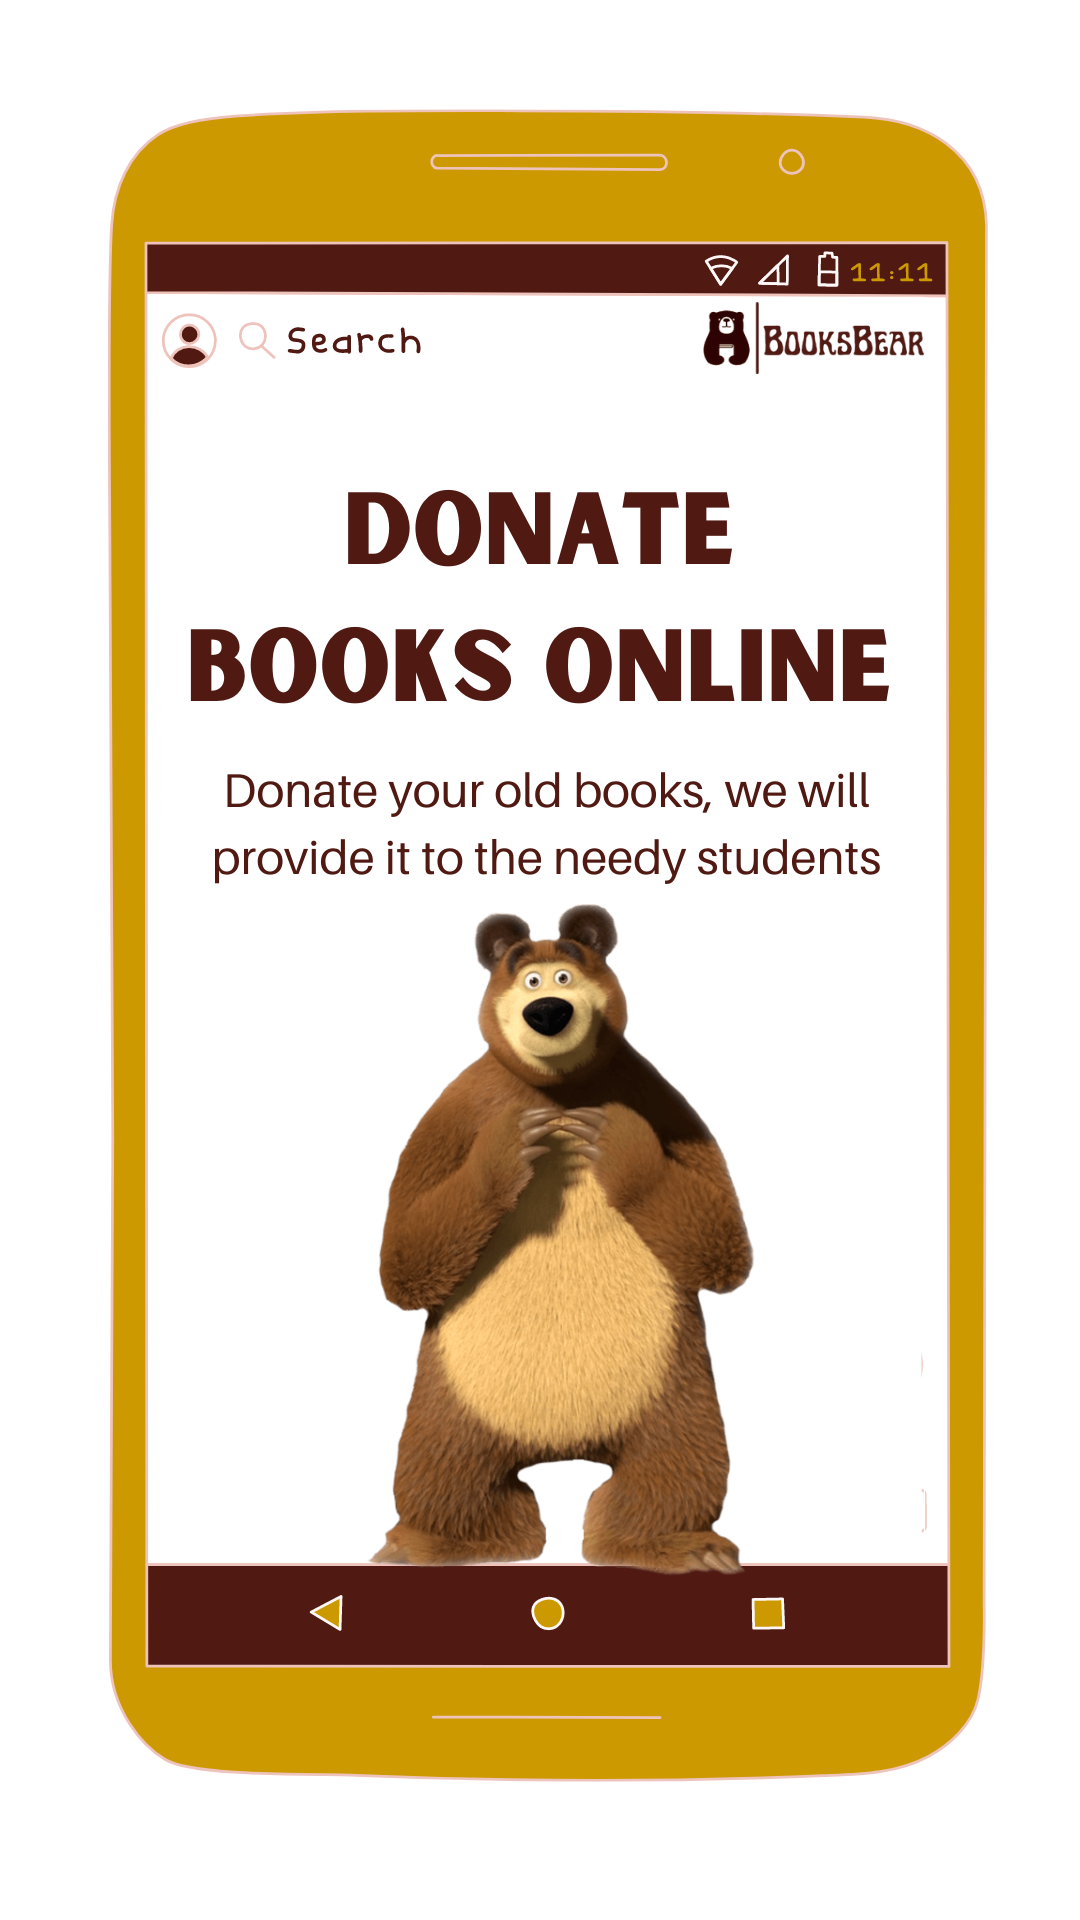 11:11
Search
BOOKSBEAR
DONATE
BOOKS ONLINE
Donate your old books, we will
provide it to the needy students